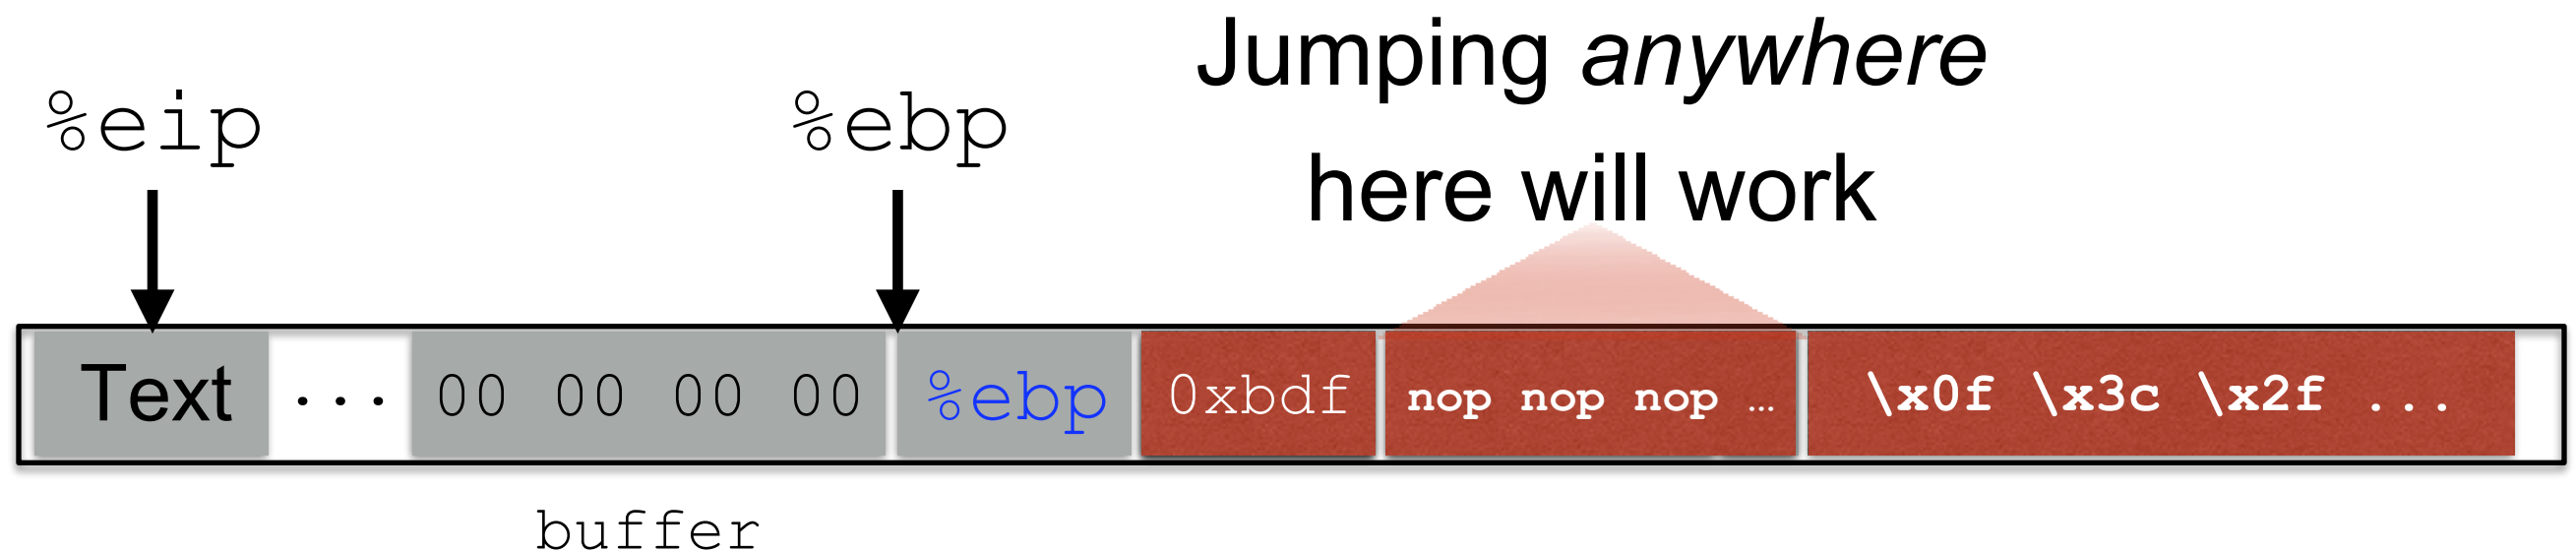 Jumping anywhere
%eip %ebp
here will work
Text ... 00 00 00 00 %ebp 0xbdf nop nop nop … \x0f \x3c \x2f ...
buffer